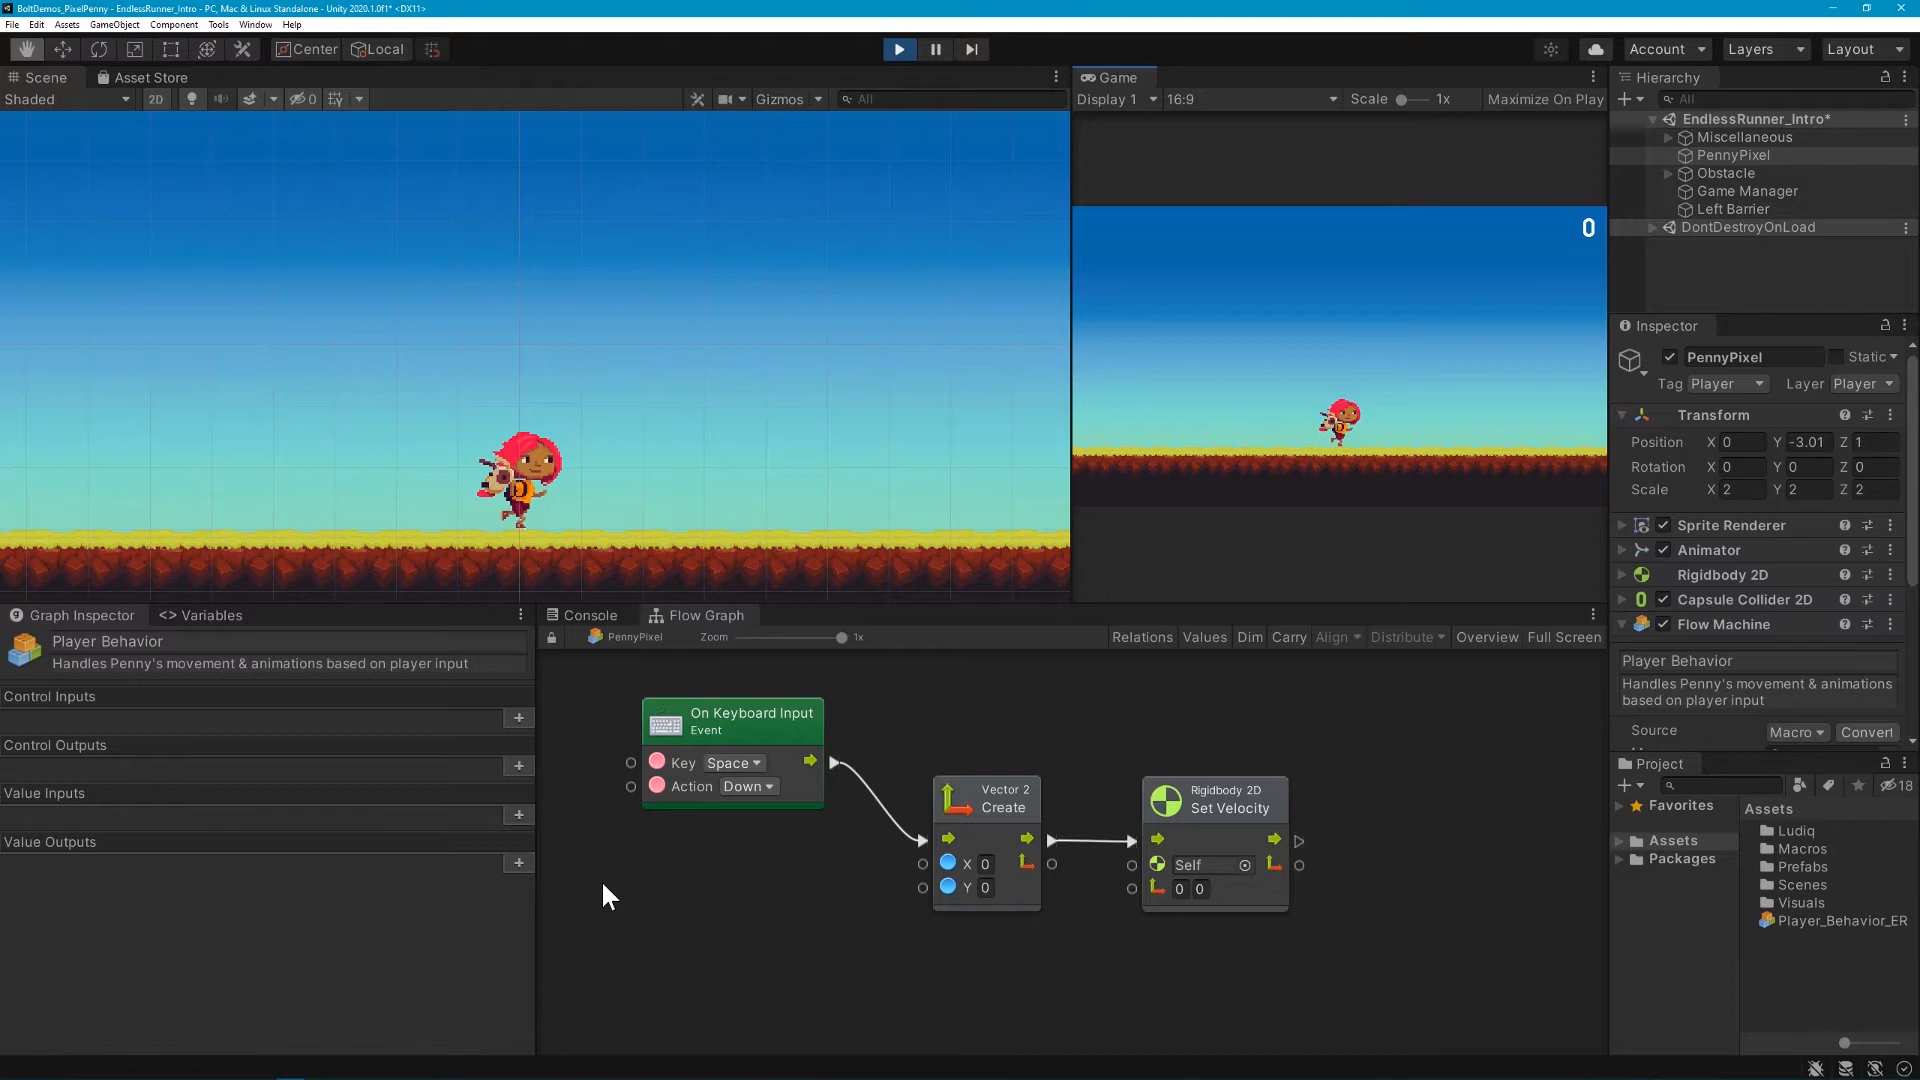 BoltDemos_PixelPenny - EndlessRunner_Intro - PC, Mac & Linux Standalone - Unity 2020.1.0f1* <DX11>
File Edit Assets GameObject Component Tools Window Help
Center Local Account Layers Layout
Scene Asset Store
Shaded 2D 0 Gizmos All
Game
Display 1 16:9 Scale 1x Maximize On Play
0
Hierarchy
All
EndlessRunner_Intro*
Miscellaneous
PennyPixel
Obstacle
Game Manager
Left Barrier
DontDestroyOnLoad
Inspector
PennyPixel Static
Tag Player Layer Player
Transform
Position X 0 Y -3.01 Z 1
Rotation X 0 Y 0 Z 0
Scale X 2 Y 2 Z 2
Sprite Renderer
Animator
Rigidbody 2D
Capsule Collider 2D
Flow Machine
Player Behavior
Handles Penny's movement & animations
based on player input
Source Macro Convert
Graph Inspector <> Variables
Player Behavior
Handles Penny's movement & animations based on player input
Control Inputs
Control Outputs
Value Inputs
Value Outputs
Console Flow Graph
PennyPixel Zoom 1x Relations Values Dim Carry Align Distribute Overview Full Screen
On Keyboard Input
Event
Key Space
Action Down
Vector 2
Create
X 0
Y 0
Rigidbody 2D
Set Velocity
Self
0 0
Project
18
Favorites
Assets
Packages
Assets
Ludiq
Macros
Prefabs
Scenes
Visuals
Player_Behavior_ER